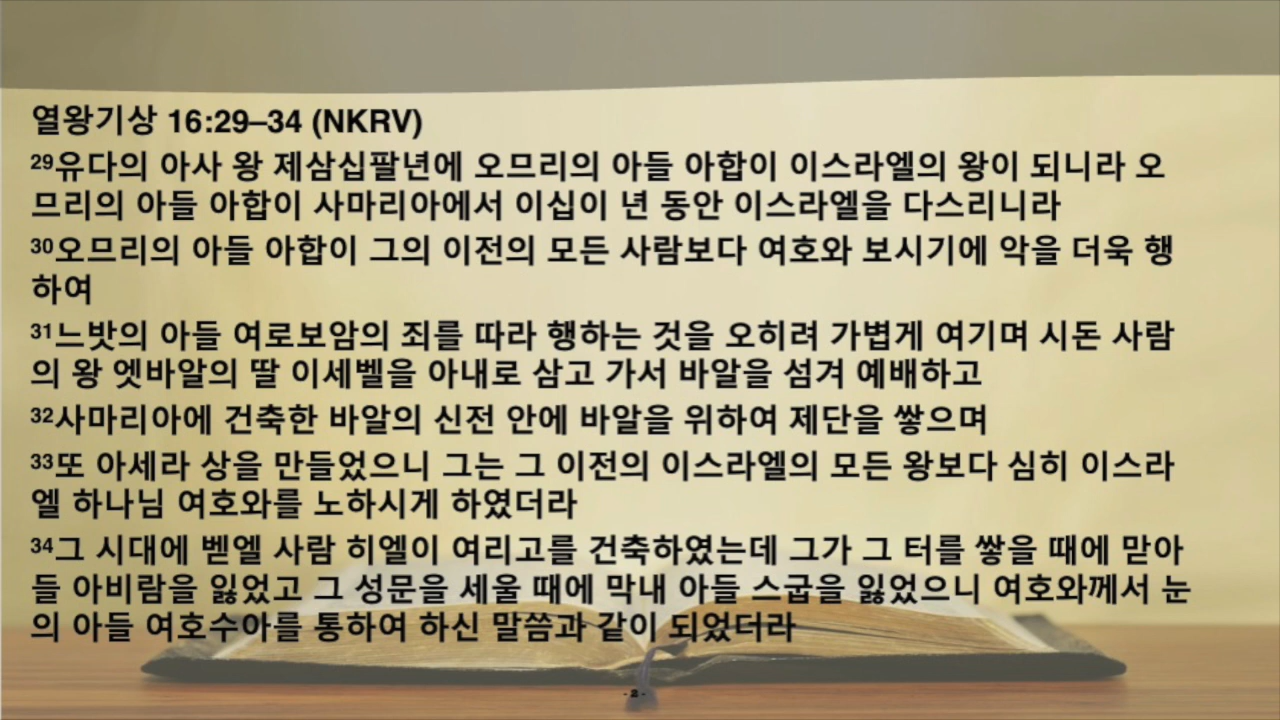 열왕기상 16:29–34 (NKRV)
29유다의 아사 왕 제삼십팔년에 오므리의 아들 아합이 이스라엘의 왕이 되니라 오
므리의 아들 아합이 사마리아에서 이십이 년 동안 이스라엘을 다스리니라
30오므리의 아들 아합이 그의 이전의 모든 사람보다 여호와 보시기에 악을 더욱 행
하여
31느밧의 아들 여로보암의 죄를 따라 행하는 것을 오히려 가볍게 여기며 시돈 사람
의 왕 엣바알의 딸 이세벨을 아내로 삼고 가서 바알을 섬겨 예배하고
32사마리아에 건축한 바알의 신전 안에 바알을 위하여 제단을 쌓으며
33또 아세라 상을 만들었으니 그는 그 이전의 이스라엘의 모든 왕보다 심히 이스라
엘 하나님 여호와를 노하시게 하였더라
34그 시대에 벧엘 사람 히엘이 여리고를 건축하였는데 그가 그 터를 쌓을 때에 맏아
들 아비람을 잃었고 그 성문을 세울 때에 막내 아들 스굽을 잃었으니 여호와께서 눈
의 아들 여호수아를 통하여 하신 말씀과 같이 되었더라
- 2 -